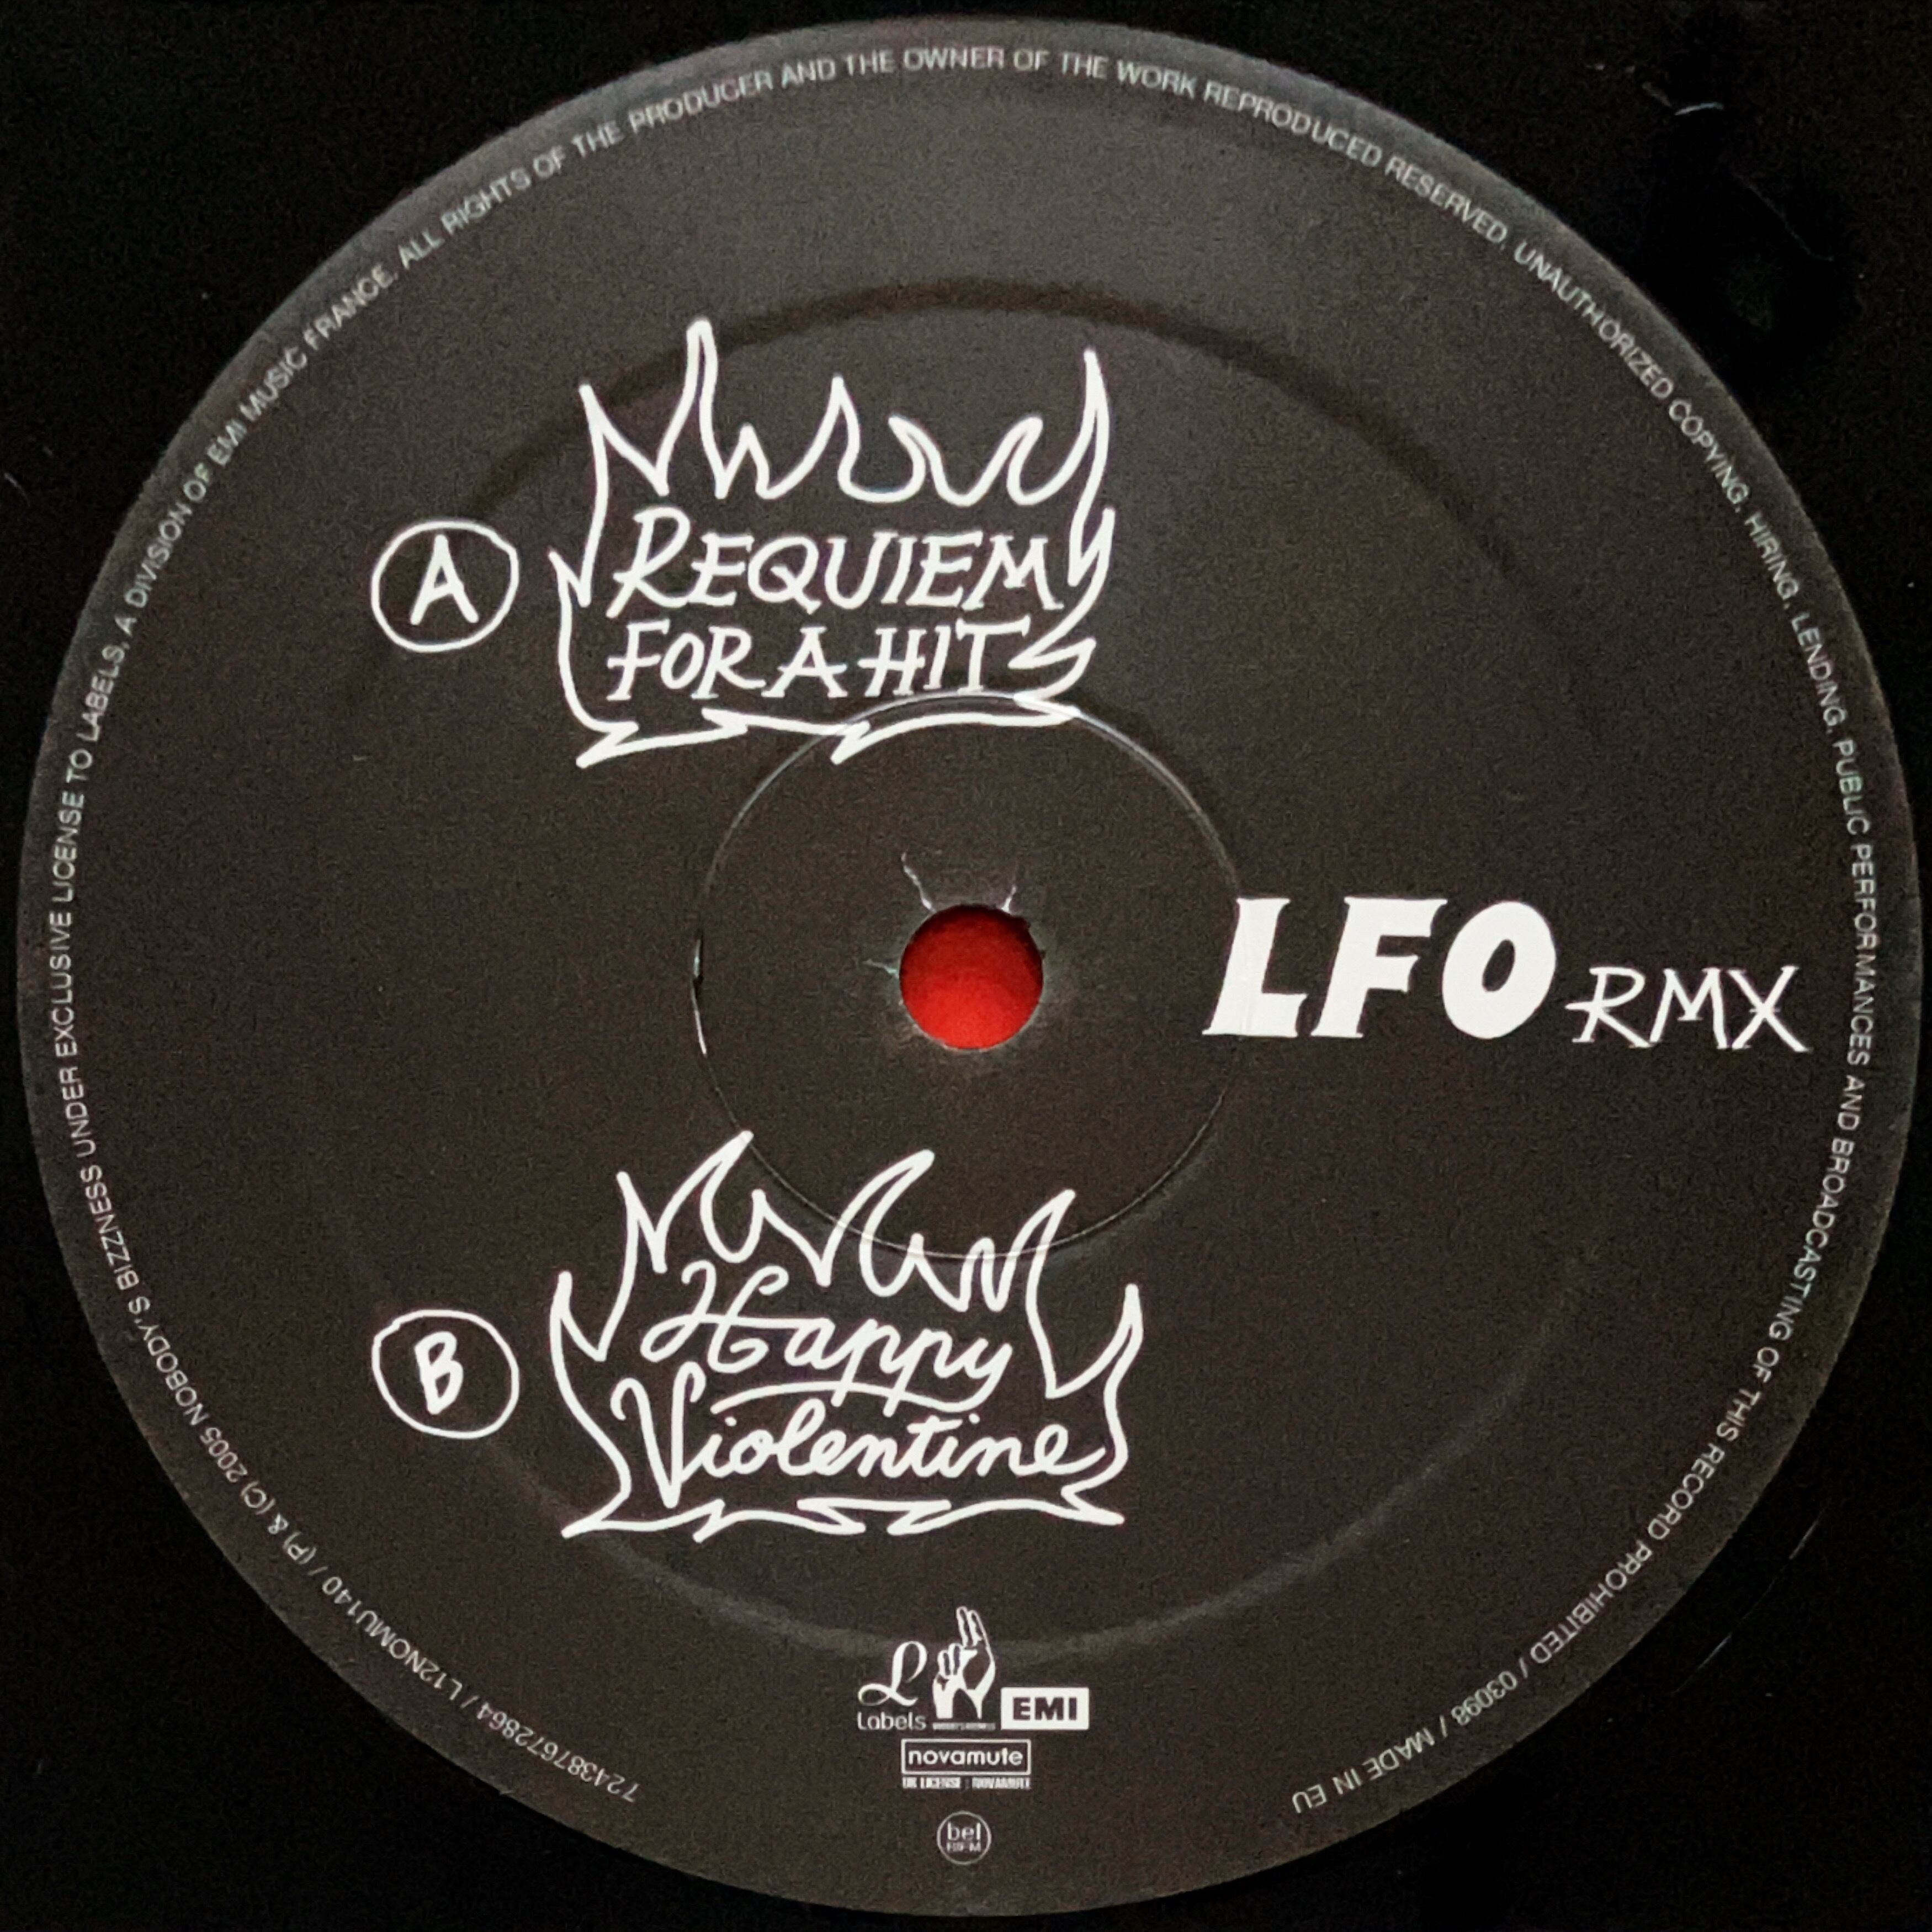 724387672864 / L12NOMU140 / (P) & (C) 2005 NOBODY'S BIZZNESS UNDER EXCLUSIVE LICENSE TO LABELS, A DIVISION OF EMI MUSIC FRANCE. ALL RIGHTS OF THE PRODUCER AND THE OWNER OF THE WORK REPRODUCED RESERVED. UNAUTHORIZED COPYING, HIRING, LENDING, PUBLIC PERFORMANCES AND BROADCASTING OF THIS RECORD PROHIBITED / 03098 / MADE IN EU
A
REQUIEM
FOR A HIT
LFO RMX
B
Happy
Violentine
L
Labels
EMI
novamute
UK LICENSE : NOVAMUTE
bel